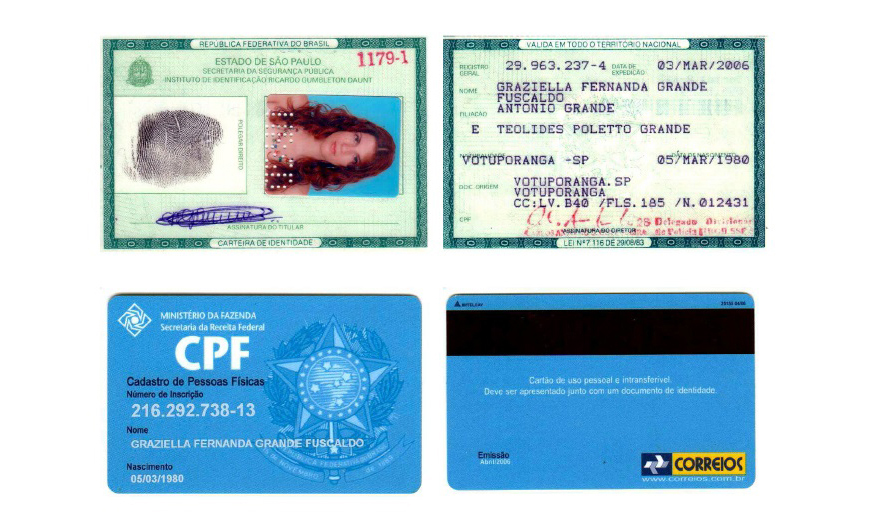 REPÚBLICA FEDERATIVA DO BRASIL
ESTADO DE SÃO PAULO
1179-1
SECRETARIA DA SEGURANÇA PÚBLICA
INSTITUTO DE IDENTIFICAÇÃO RICARDO GUMBLETON DAUNT
POLEGAR DIREITO
ASSINATURA DO TITULAR
CARTEIRA DE IDENTIDADE
VÁLIDA EM TODO O TERRITÓRIO NACIONAL
REGISTRO GERAL 29.963.237-4 DATA DE EXPEDIÇÃO 03/MAR/2006
NOME GRAZIELLA FERNANDA GRANDE
FUSCALDO
FILIAÇÃO ANTONIO GRANDE
E TEOLIDES POLETTO GRANDE
DATA DE NASCIMENTO
VOTUPORANGA -SP 05/MAR/1980
DOC. ORIGEM VOTUPORANGA.SP
VOTUPORANGA
CC:LV.B40 /FLS.185 /N.012431
CPF
Delegado Divisionário
de Polícia
ASSINATURA DO DIRETOR
LEI Nº 7.116 DE 29/08/83
MINISTÉRIO DA FAZENDA
Secretaria da Receita Federal
CPF
Cadastro de Pessoas Físicas
Número de Inscrição
216.292.738-13
Nome
GRAZIELLA FERNANDA GRANDE FUSCALDO
Nascimento
05/03/1980
Cartão de uso pessoal e intransferível.
Deve ser apresentado junto com um documento de identidade.
Emissão
Abril/2006
CORREIOS
www.correios.com.br